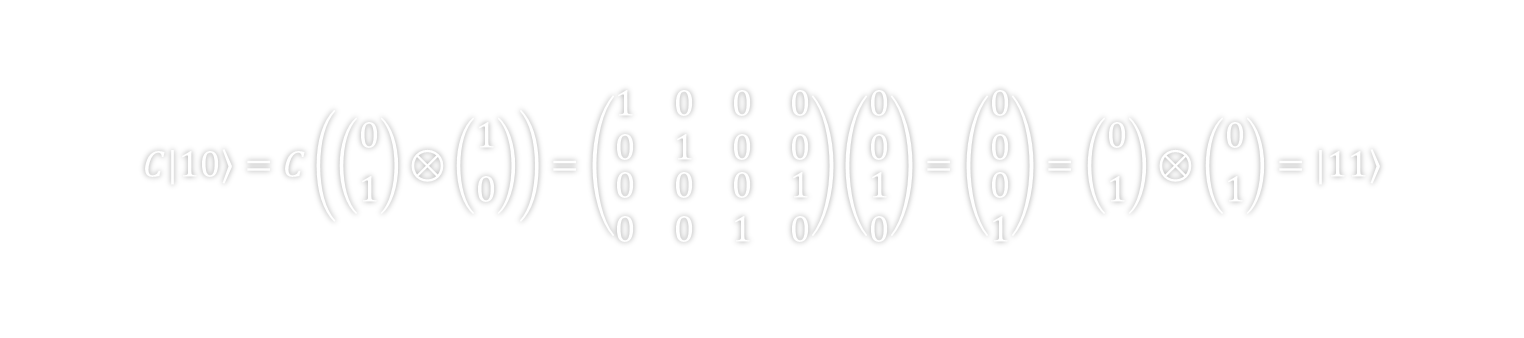 C|10⟩ = C((0 1) ⊗ (1 0)) = (1 0 0 0 0 1 0 0 0 0 0 1 0 0 1 0)(0 0 1 0) = (0 0 0 1) = (0 1) ⊗ (0 1) = |11⟩